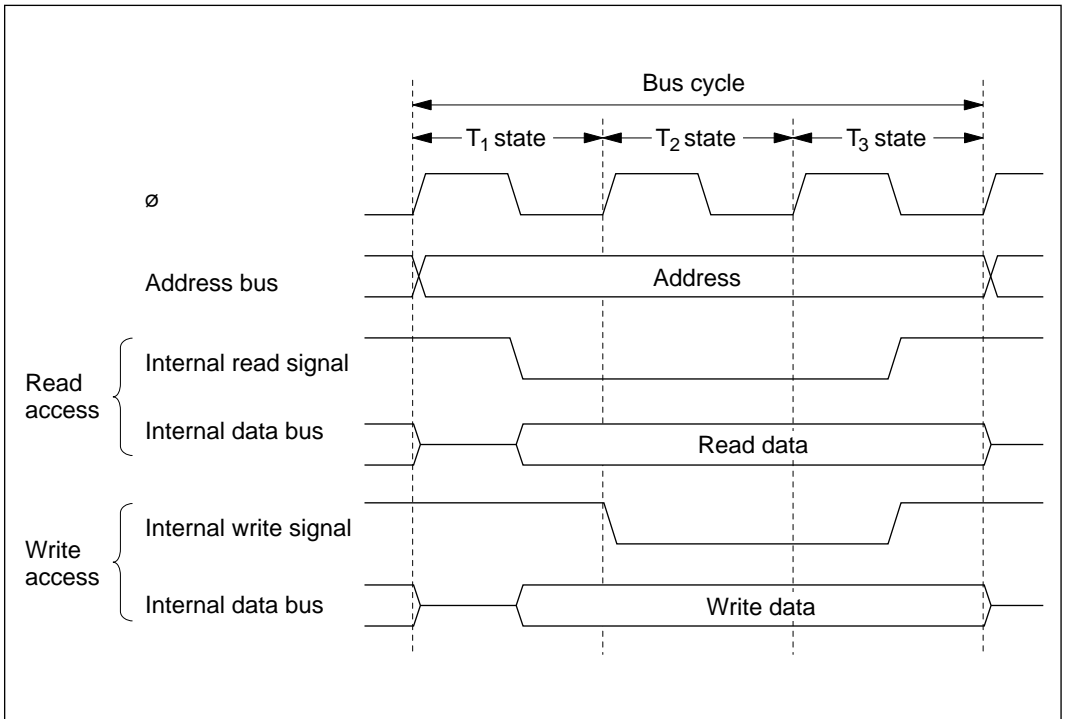 Bus cycle
T₁ state
T₂ state
T₃ state
ø
Address bus
Address
Read
access
Internal read signal
Internal data bus
Read data
Write
access
Internal write signal
Internal data bus
Write data